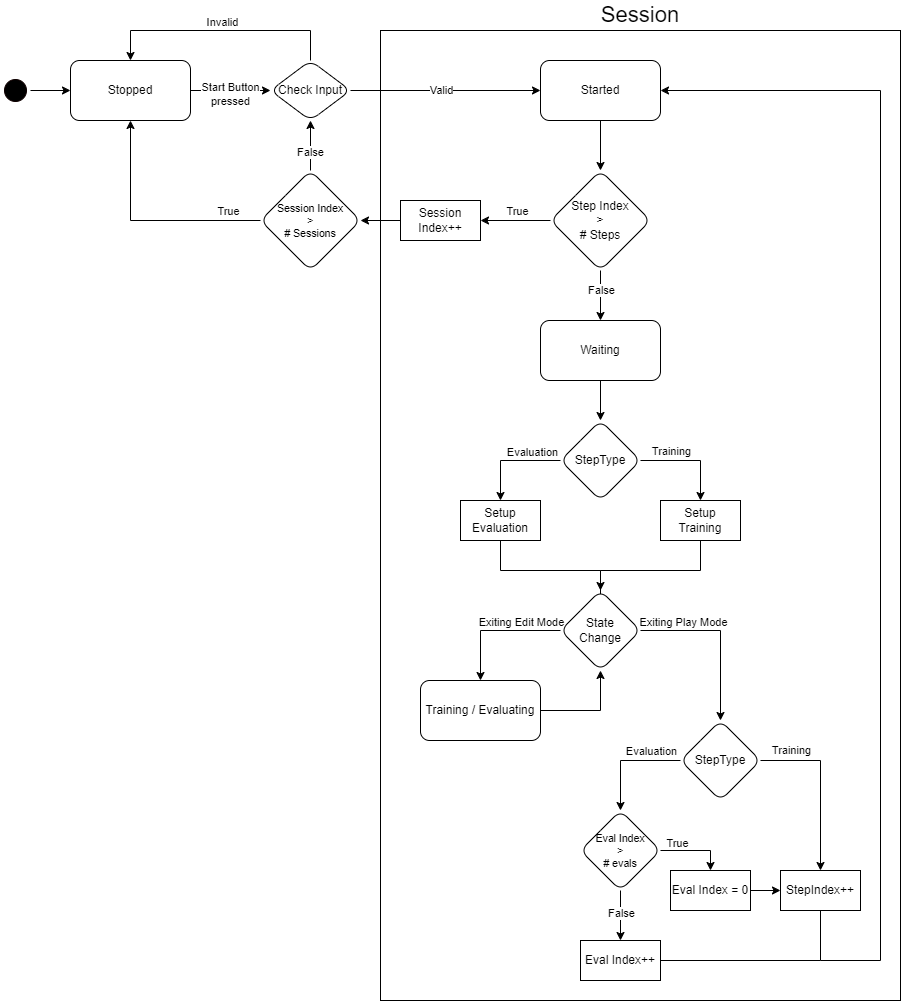 Session
Invalid
Stopped
Start Button
pressed
Check Input
Valid
Started
False
Session Index
>
# Sessions
True
Session
Index++
True
Step Index
>
# Steps
False
Waiting
Evaluation
StepType
Training
Setup
Evaluation
Setup
Training
Exiting Edit Mode
State
Change
Exiting Play Mode
Training / Evaluating
Evaluation
StepType
Training
Eval Index
>
# evals
True
Eval Index = 0
StepIndex++
False
Eval Index++